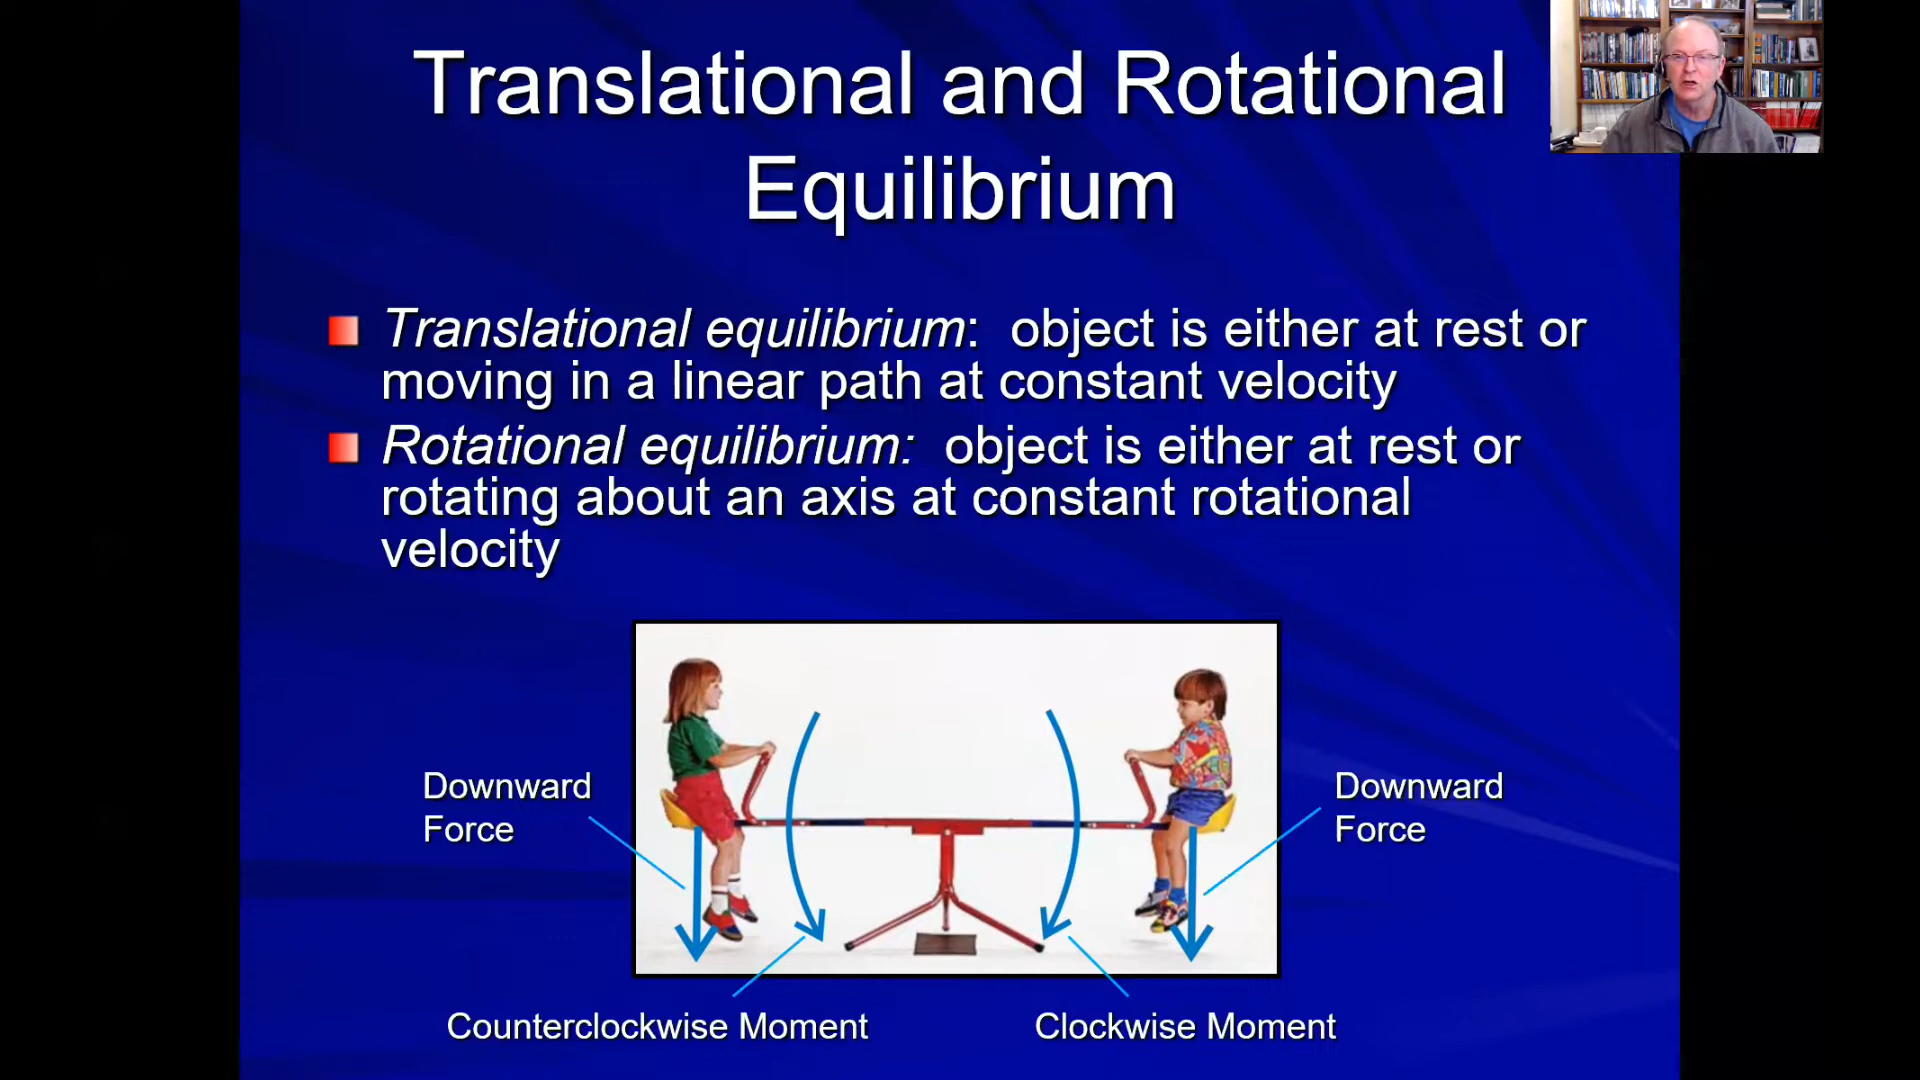 Translational and Rotational
Equilibrium
Translational equilibrium: object is either at rest or
moving in a linear path at constant velocity
Rotational equilibrium: object is either at rest or
rotating about an axis at constant rotational
velocity
Downward
Force
Downward
Force
Counterclockwise Moment
Clockwise Moment